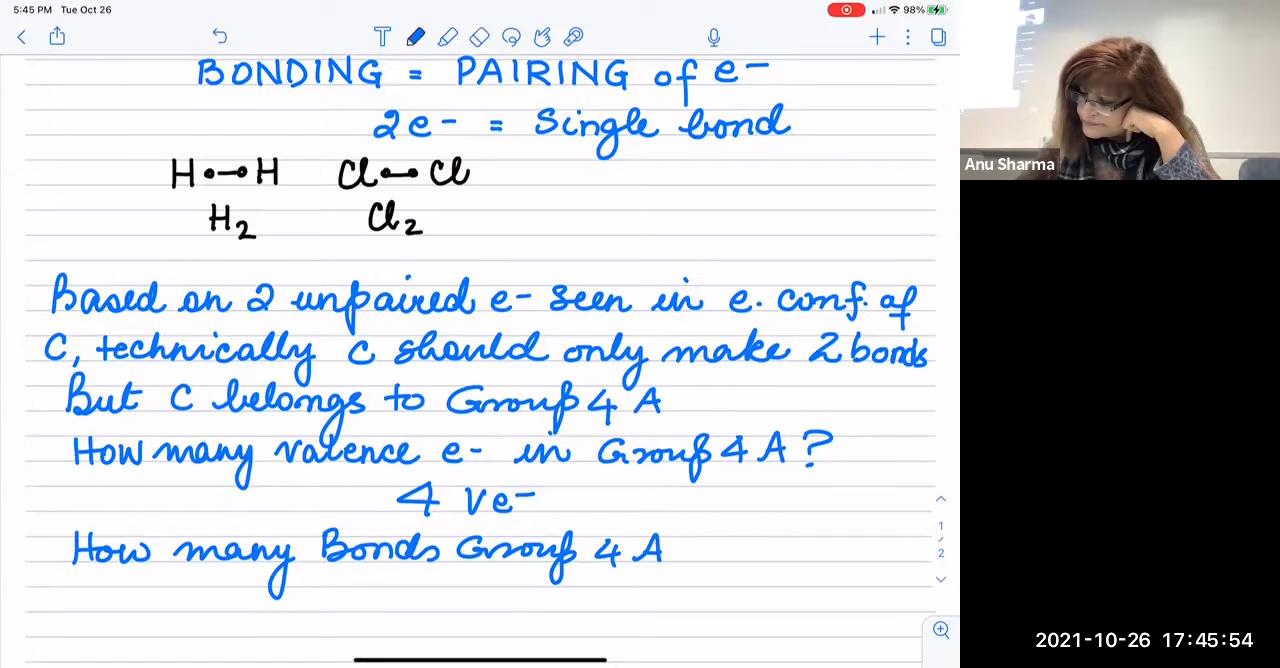 5:45 PM Tue Oct 26
98%
BONDING = PAIRING of e-
2e- = Single bond
H•–•H Cl•–•Cl
H2 Cl2
Based on 2 unpaired e- seen in e. conf. of
C, technically C should only make 2 bonds
But C belongs to Group 4 A
How many valence e- in Group 4 A?
4 ve-
How many Bonds Group 4 A
1
/
2
Anu Sharma
2021-10-26 17:45:54